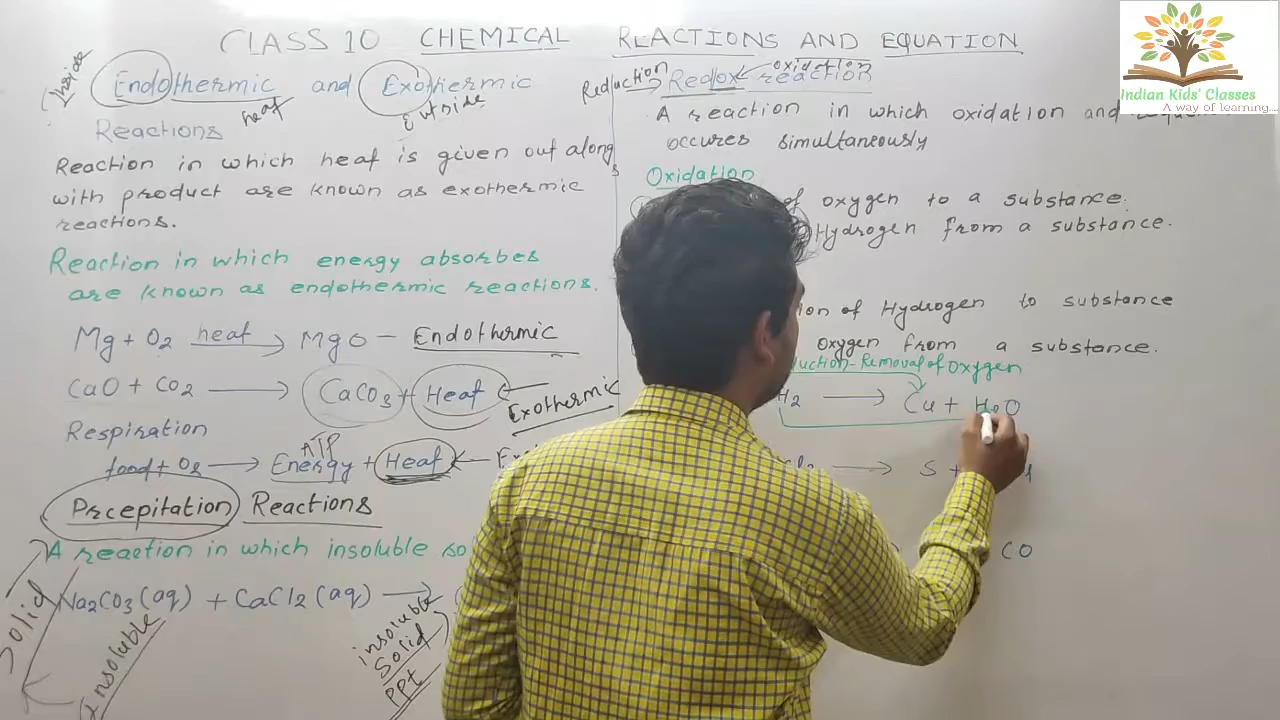 CLASS 10 CHEMICAL REACTIONS AND EQUATION
Indian Kids' Classes
A way of learning....
Inside
Endothermic and Exothermic
heat
outside
Reactions
Reaction in which heat is given out along
with product are known as exothermic
reactions.
Reaction in which energy absorbes
are known as endothermic reactions.
Mg + O2 heat → MgO - Endothermic
CaO + CO2 → CaCO3 + Heat
Exothermic
Respiration
ATP
food + O2 → Energy + Heat
Prcepitation Reactions
A reaction in which insoluble so
Na2CO3 (aq) + CaCl2 (aq) →
Solid
Insoluble
insoluble
Solid
PPt
Reduction → Redox ← oxidation
reaction
A reaction in which oxidation and
occures simultaneously
Oxidation
of oxygen to a substance.
Hydrogen from a substance.
of Hydrogen to substance
oxygen from a substance.
Removal of Oxygen
H2 → Cu + H2O
→ S +
CO